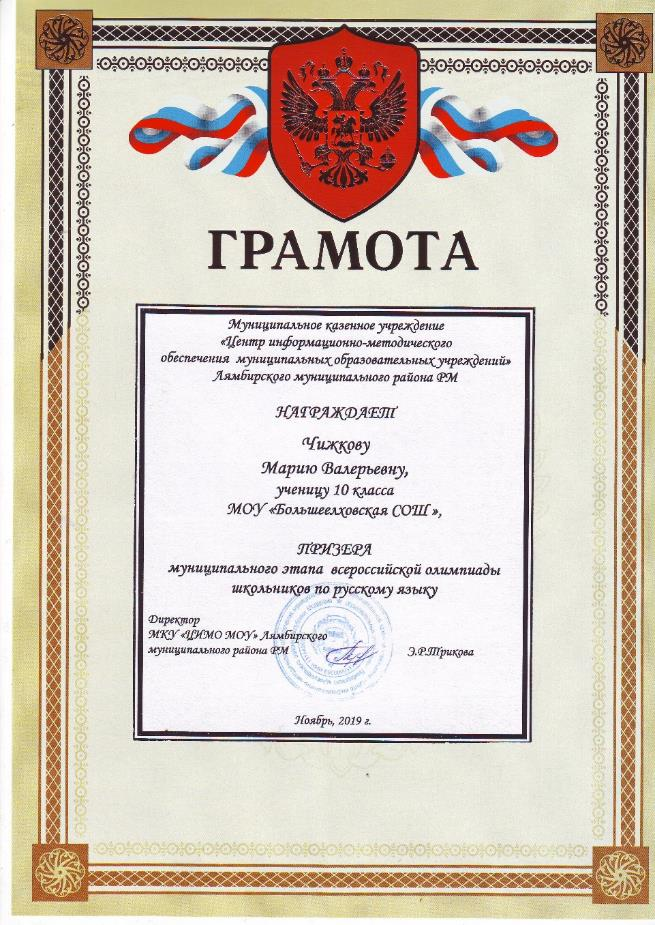 ГРАМОТА
Муниципальное казенное учреждение
«Центр информационно-методического
обеспечения муниципальных образовательных учреждений»
Лямбирского муниципального района РМ
НАГРАЖДАЕТ
Чижкову
Марию Валерьевну,
ученицу 10 класса
МОУ «Большеелховская СОШ »,
ПРИЗЕРА
муниципального этапа всероссийской олимпиады
школьников по русскому языку
Директор
МКУ «ЦИМО МОУ» Лямбирского
муниципального района РМ Э.Р.Трикова
Ноябрь, 2019 г.